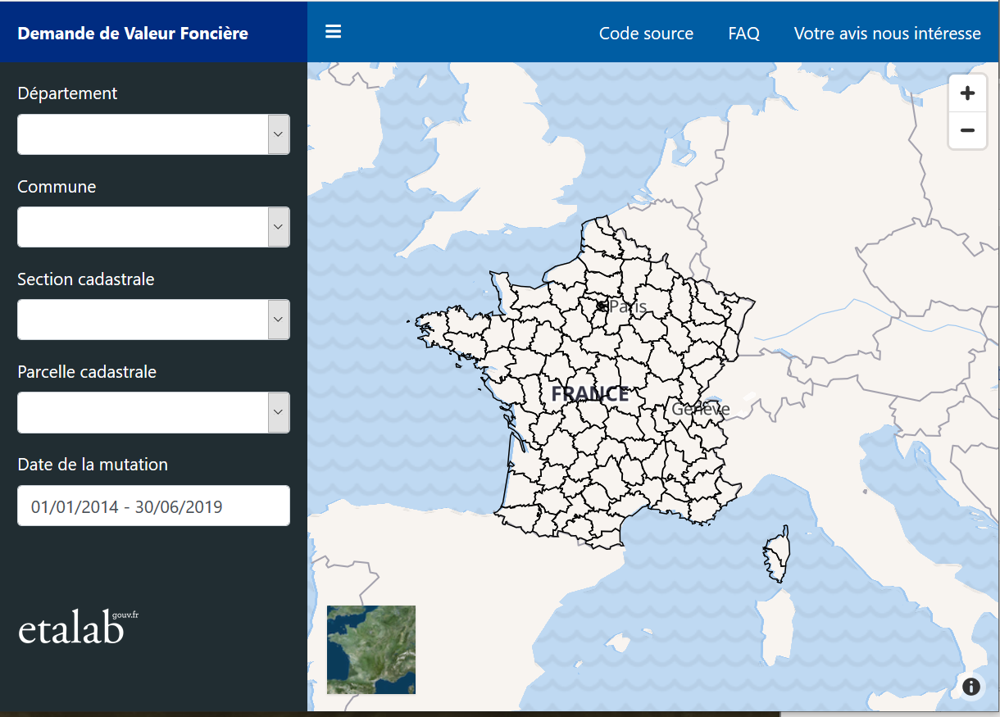 Demande de Valeur Foncière
Code source
FAQ
Votre avis nous intéresse
Département
Commune
Section cadastrale
Parcelle cadastrale
Date de la mutation
01/01/2014 - 30/06/2019
etalab gouv.fr
Paris
FRANCE
Genève